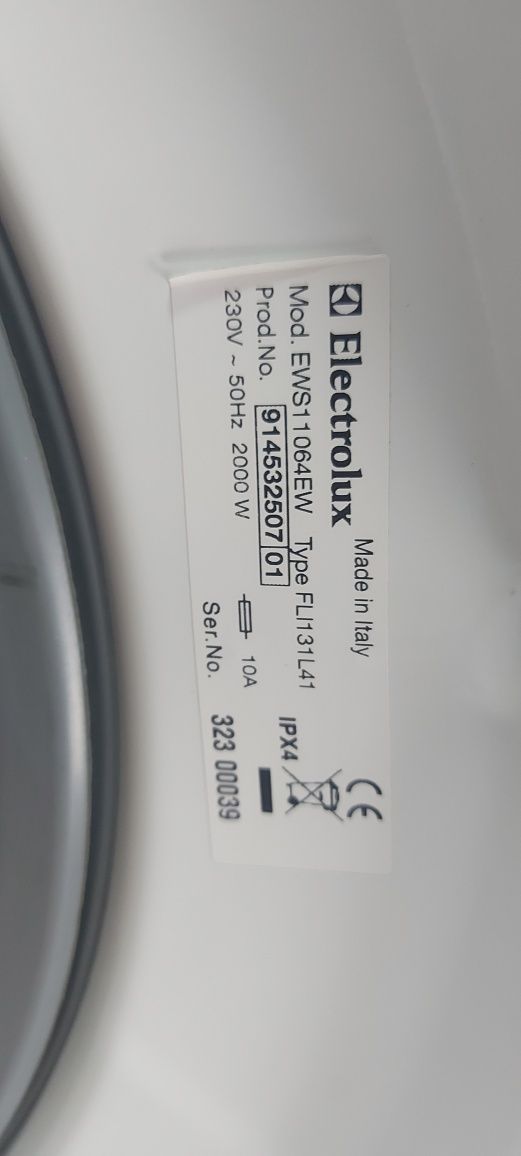 Electrolux Made in Italy
Mod. EWS11064EW Type FLI131L41
Prod.No. 914532507 01 IPX4
230V ~ 50Hz 2000 W 10A
Ser.No. 323 00039
CE